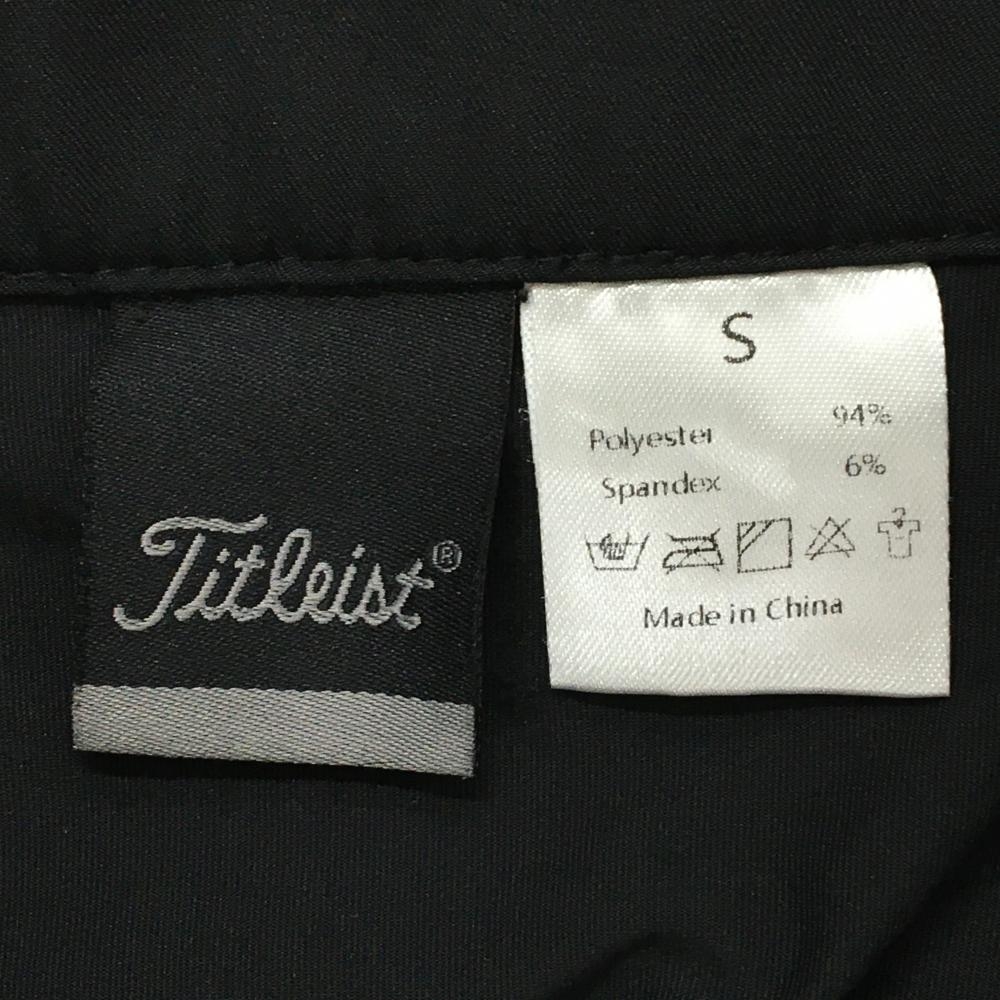 Titleist®
S
Polyester 94%
Spandex 6%
Made in China